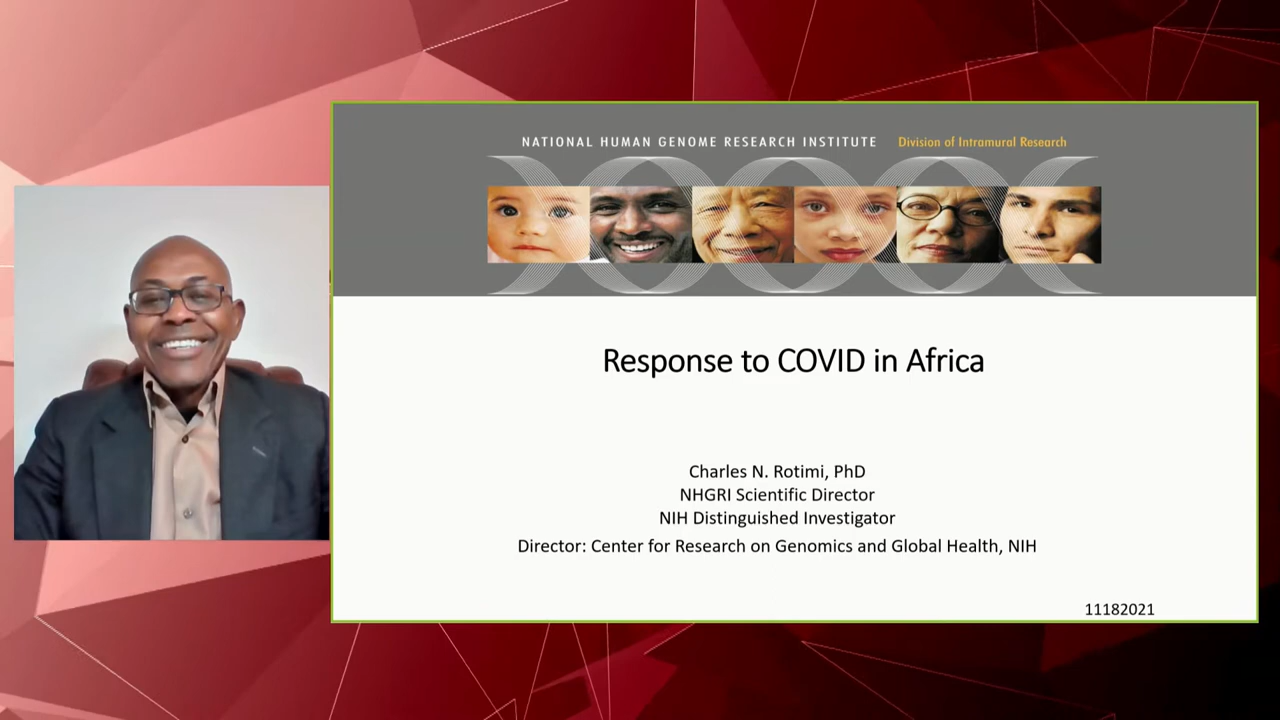 NATIONAL HUMAN GENOME RESEARCH INSTITUTE Division of Intramural Research
Response to COVID in Africa
Charles N. Rotimi, PhD
NHGRI Scientific Director
NIH Distinguished Investigator
Director: Center for Research on Genomics and Global Health, NIH
11182021